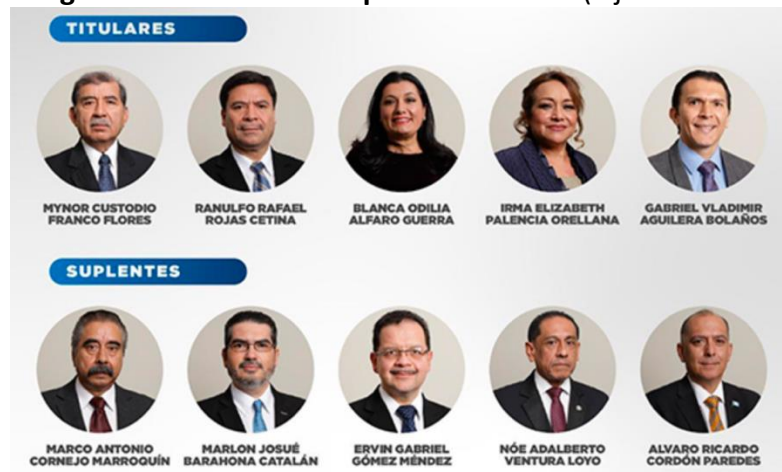 TITULARES
MYNOR CUSTODIO
FRANCO FLORES
RANULFO RAFAEL
ROJAS CETINA
BLANCA ODILIA
ALFARO GUERRA
IRMA ELIZABETH
PALENCIA ORELLANA
GABRIEL VLADIMIR
AGUILERA BOLAÑOS
SUPLENTES
MARCO ANTONIO
CORNEJO MARROQUÍN
MARLON JOSUÉ
BARAHONA CATALÁN
ERVIN GABRIEL
GÓMEZ MÉNDEZ
NÓE ADALBERTO
VENTURA LOYO
ALVARO RICARDO
CORDÓN PAREDES